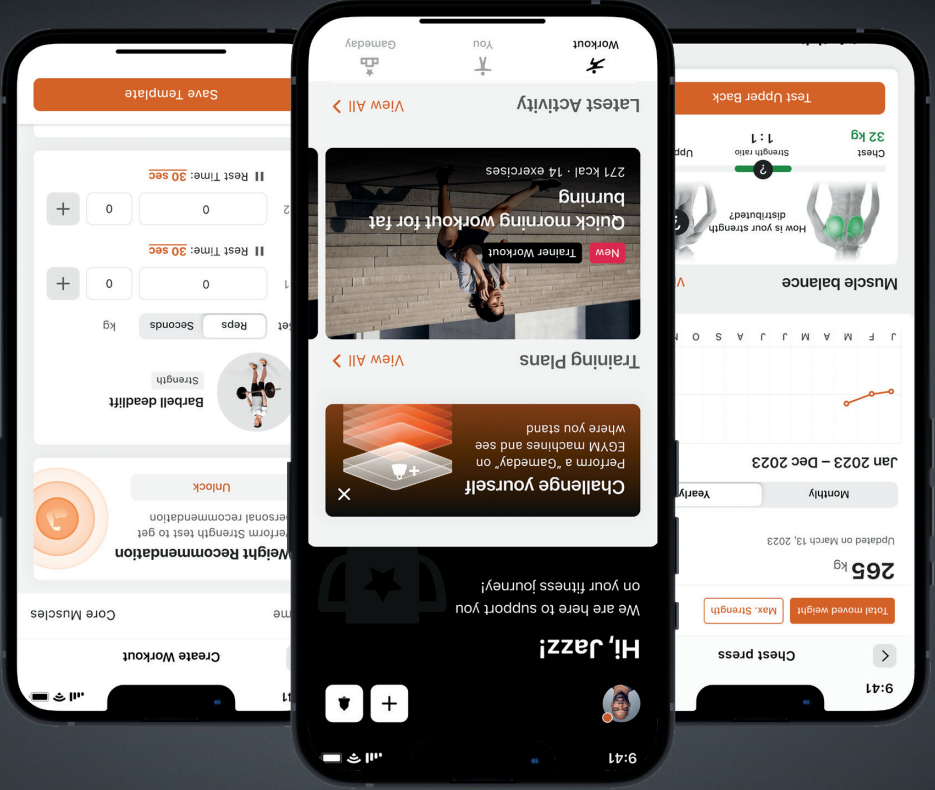 9:41
Chest press
Total moved weight
Max. Strength
265 kg
Updated on March 13, 2023
Monthly
Yearly
Jan 2023 – Dec 2023
J F M A M J J A S O N
Muscle balance
V
How is your strength
distributed?
?
?
Chest Strength ratio Upp
32 kg 1 : 1
Test Upper Back
9:41
Hi, Jazz!
We are here to support you
on your fitness journey!
Challenge yourself
Perform a "Gameday" on
EGYM machines and see
where you stand
Training Plans View All
New Trainer Workout
Quick morning workout for fat
burning
271 kcal · 14 exercises
Latest Activity View All
Workout You Gameday
41
Create Workout
me Core Muscles
Weight Recommendation
Perform Strength test to get
personal recommendation
Unlock
Barbell deadlift
Strength
Set Reps Seconds kg
1 0 0 +
Rest Time: 30 sec
2 0 0 +
Rest Time: 30 sec
Save Template